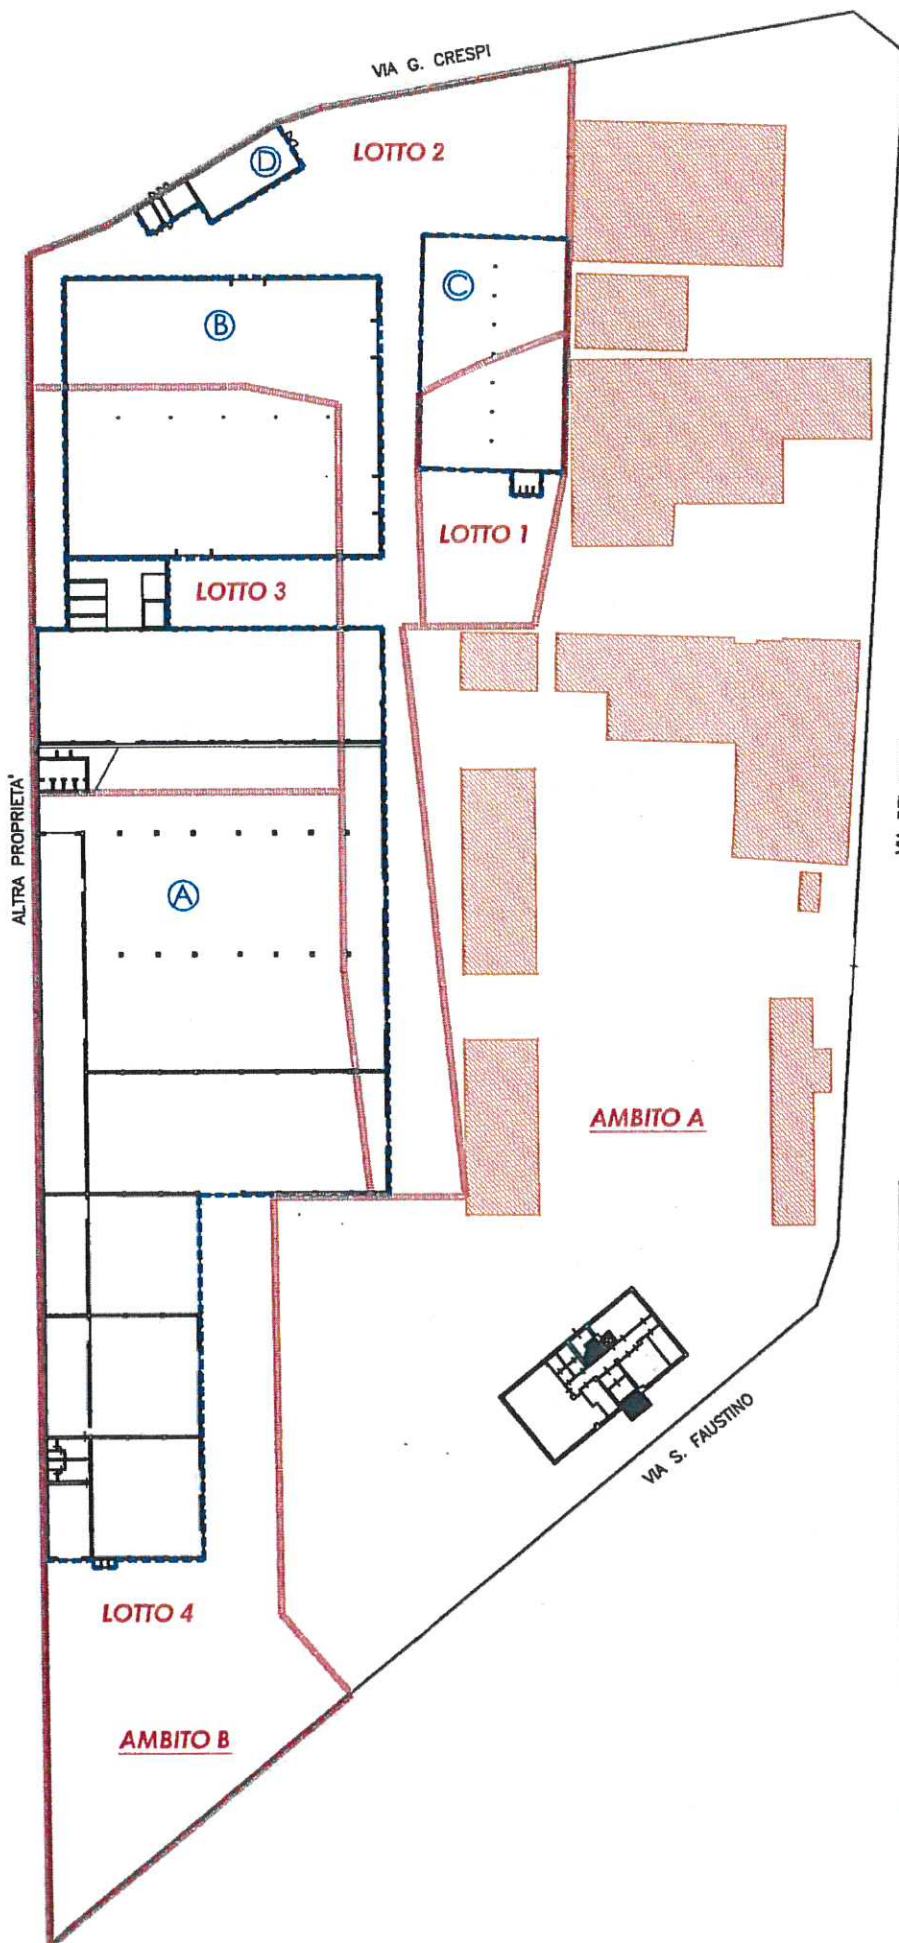 VIA G. CRESPI
LOTTO 2
D
C
B
LOTTO 1
LOTTO 3
ALTRA PROPRIETA'
A
AMBITO A
VIA S. FAUSTINO
LOTTO 4
AMBITO B